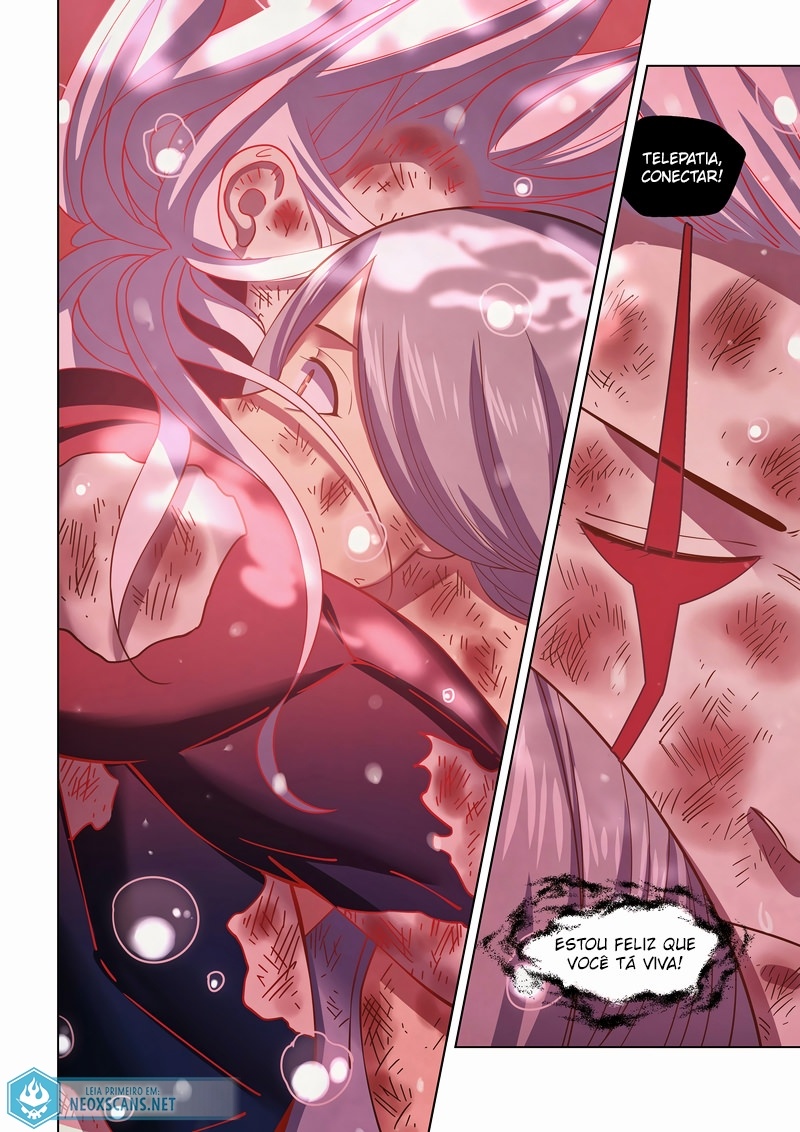 TELEPATIA,
CONECTAR!
ESTOU FELIZ QUE
VOCÊ TÁ VIVA!
LEIA PRIMEIRO EM:
NEOXSCANS.NET